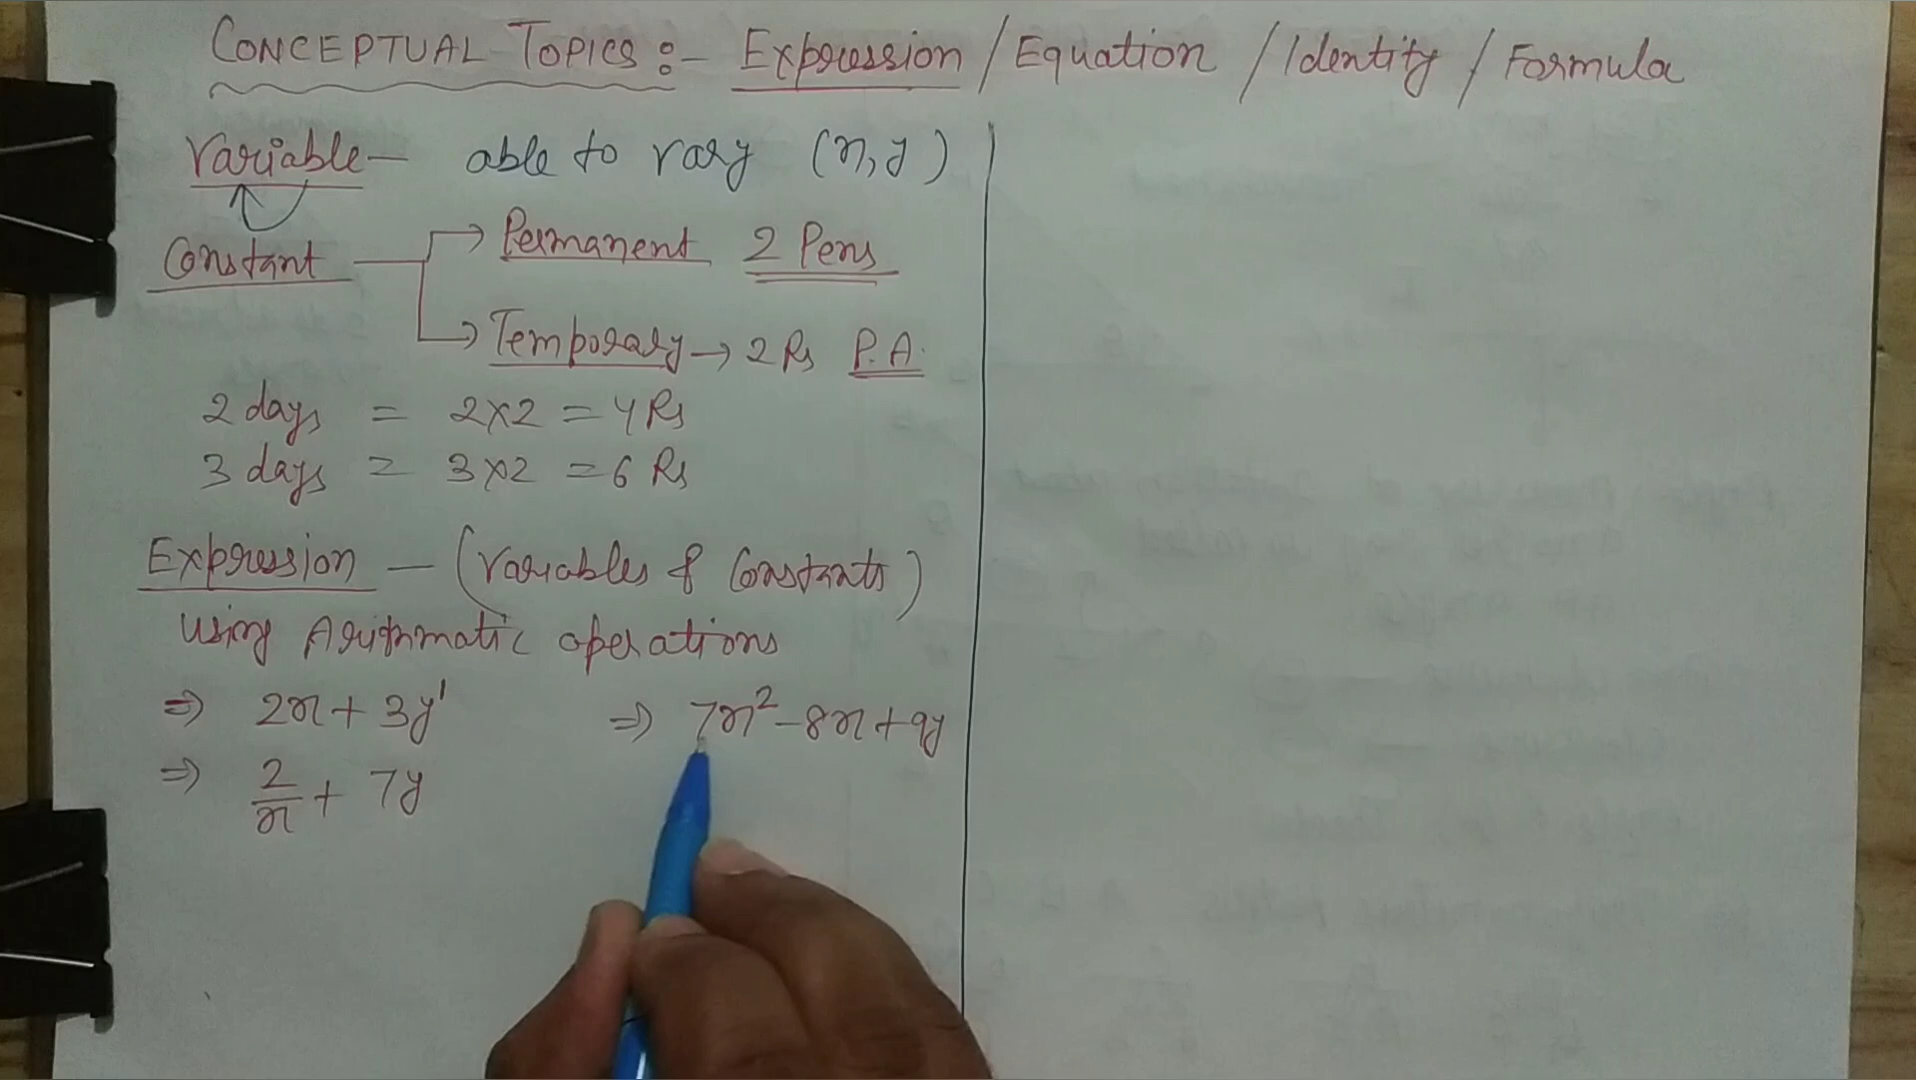 CONCEPTUAL TOPICS :- Expression / Equation / Identity / Formula
Variable - able to vary (x, y)
Constant → Permanent 2 Pens
→ Temporary → 2 Rs P.A.
2 days = 2×2 = 4 Rs
3 days = 3×2 = 6 Rs
Expression - (Variables & Constants)
using Arithmatic operations
⇒ 2x + 3y' ⇒ 7x² - 8x + 9y
⇒ 2/x + 7y